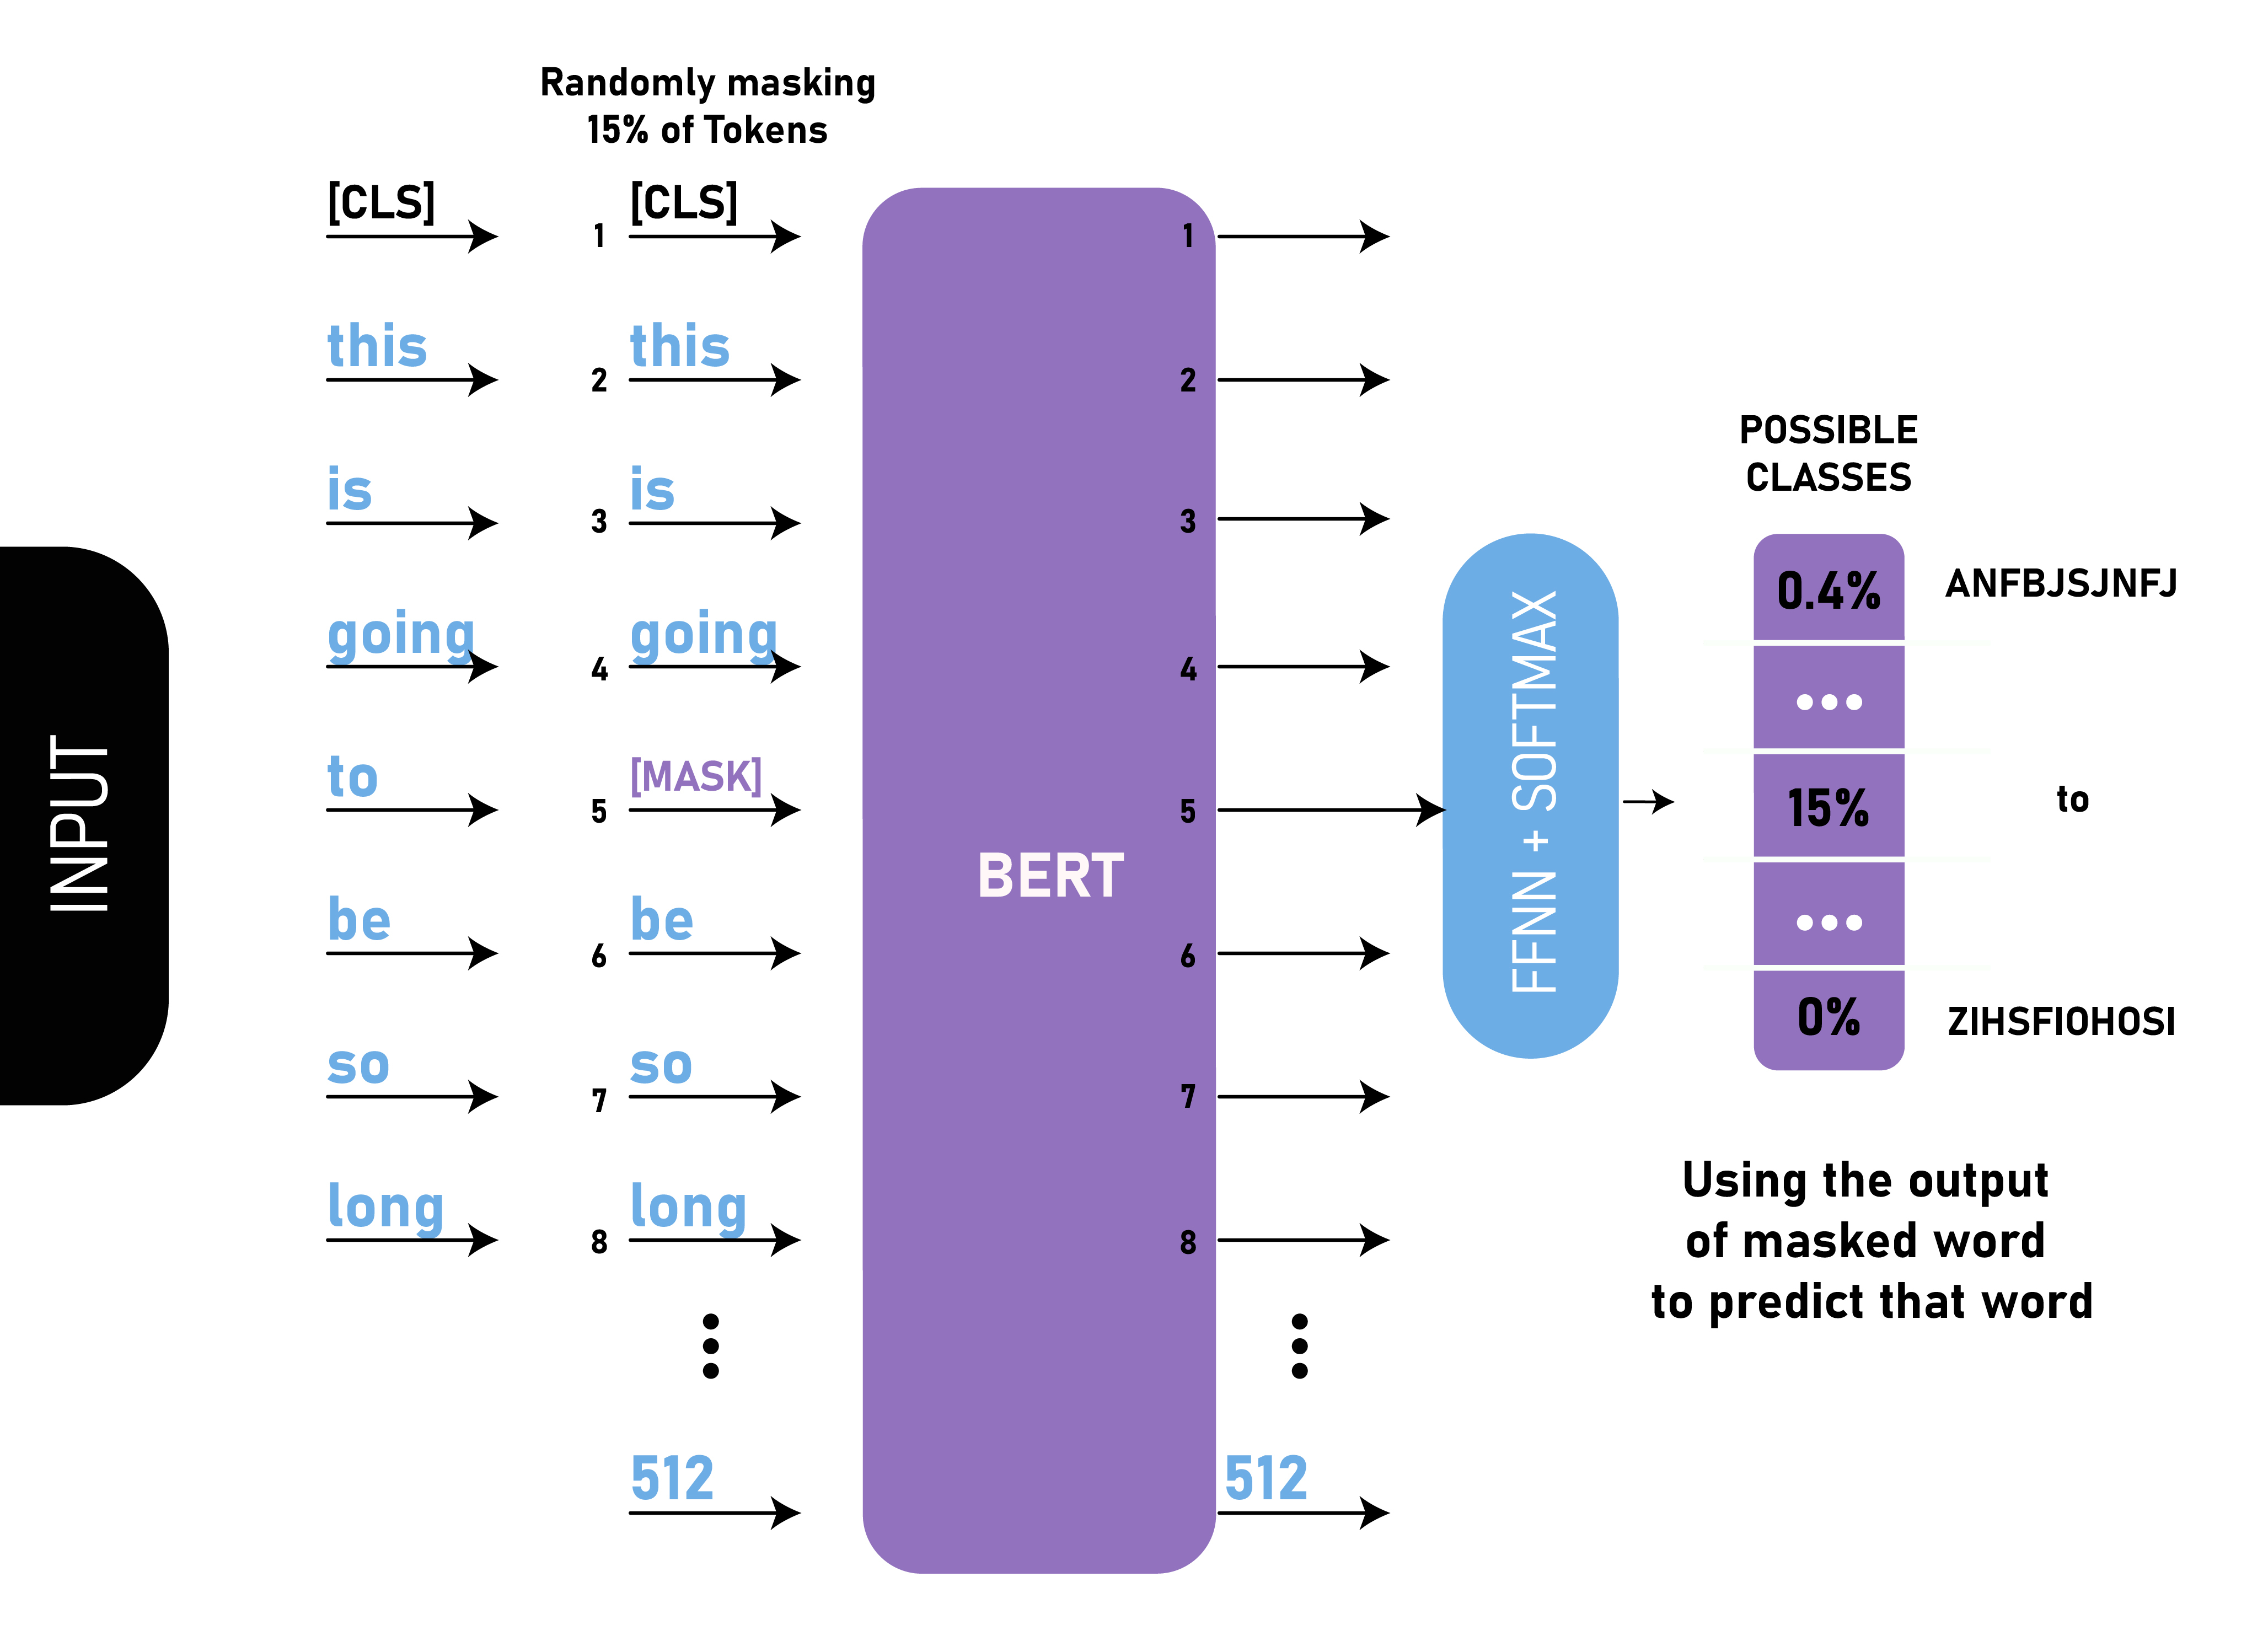 Randomly masking
15% of Tokens
INPUT
[CLS] 1 [CLS] 1
this 2 this 2
is 3 is 3
going 4 going 4
to 5 [MASK] 5
BERT
be 6 be 6
so 7 so 7
long 8 long 8
512 512
FFNN + SOFTMAX
POSSIBLE
CLASSES
0.4% ANFBJSJNFJ
15% to
0% ZIHSFIOHOSI
Using the output
of masked word
to predict that word